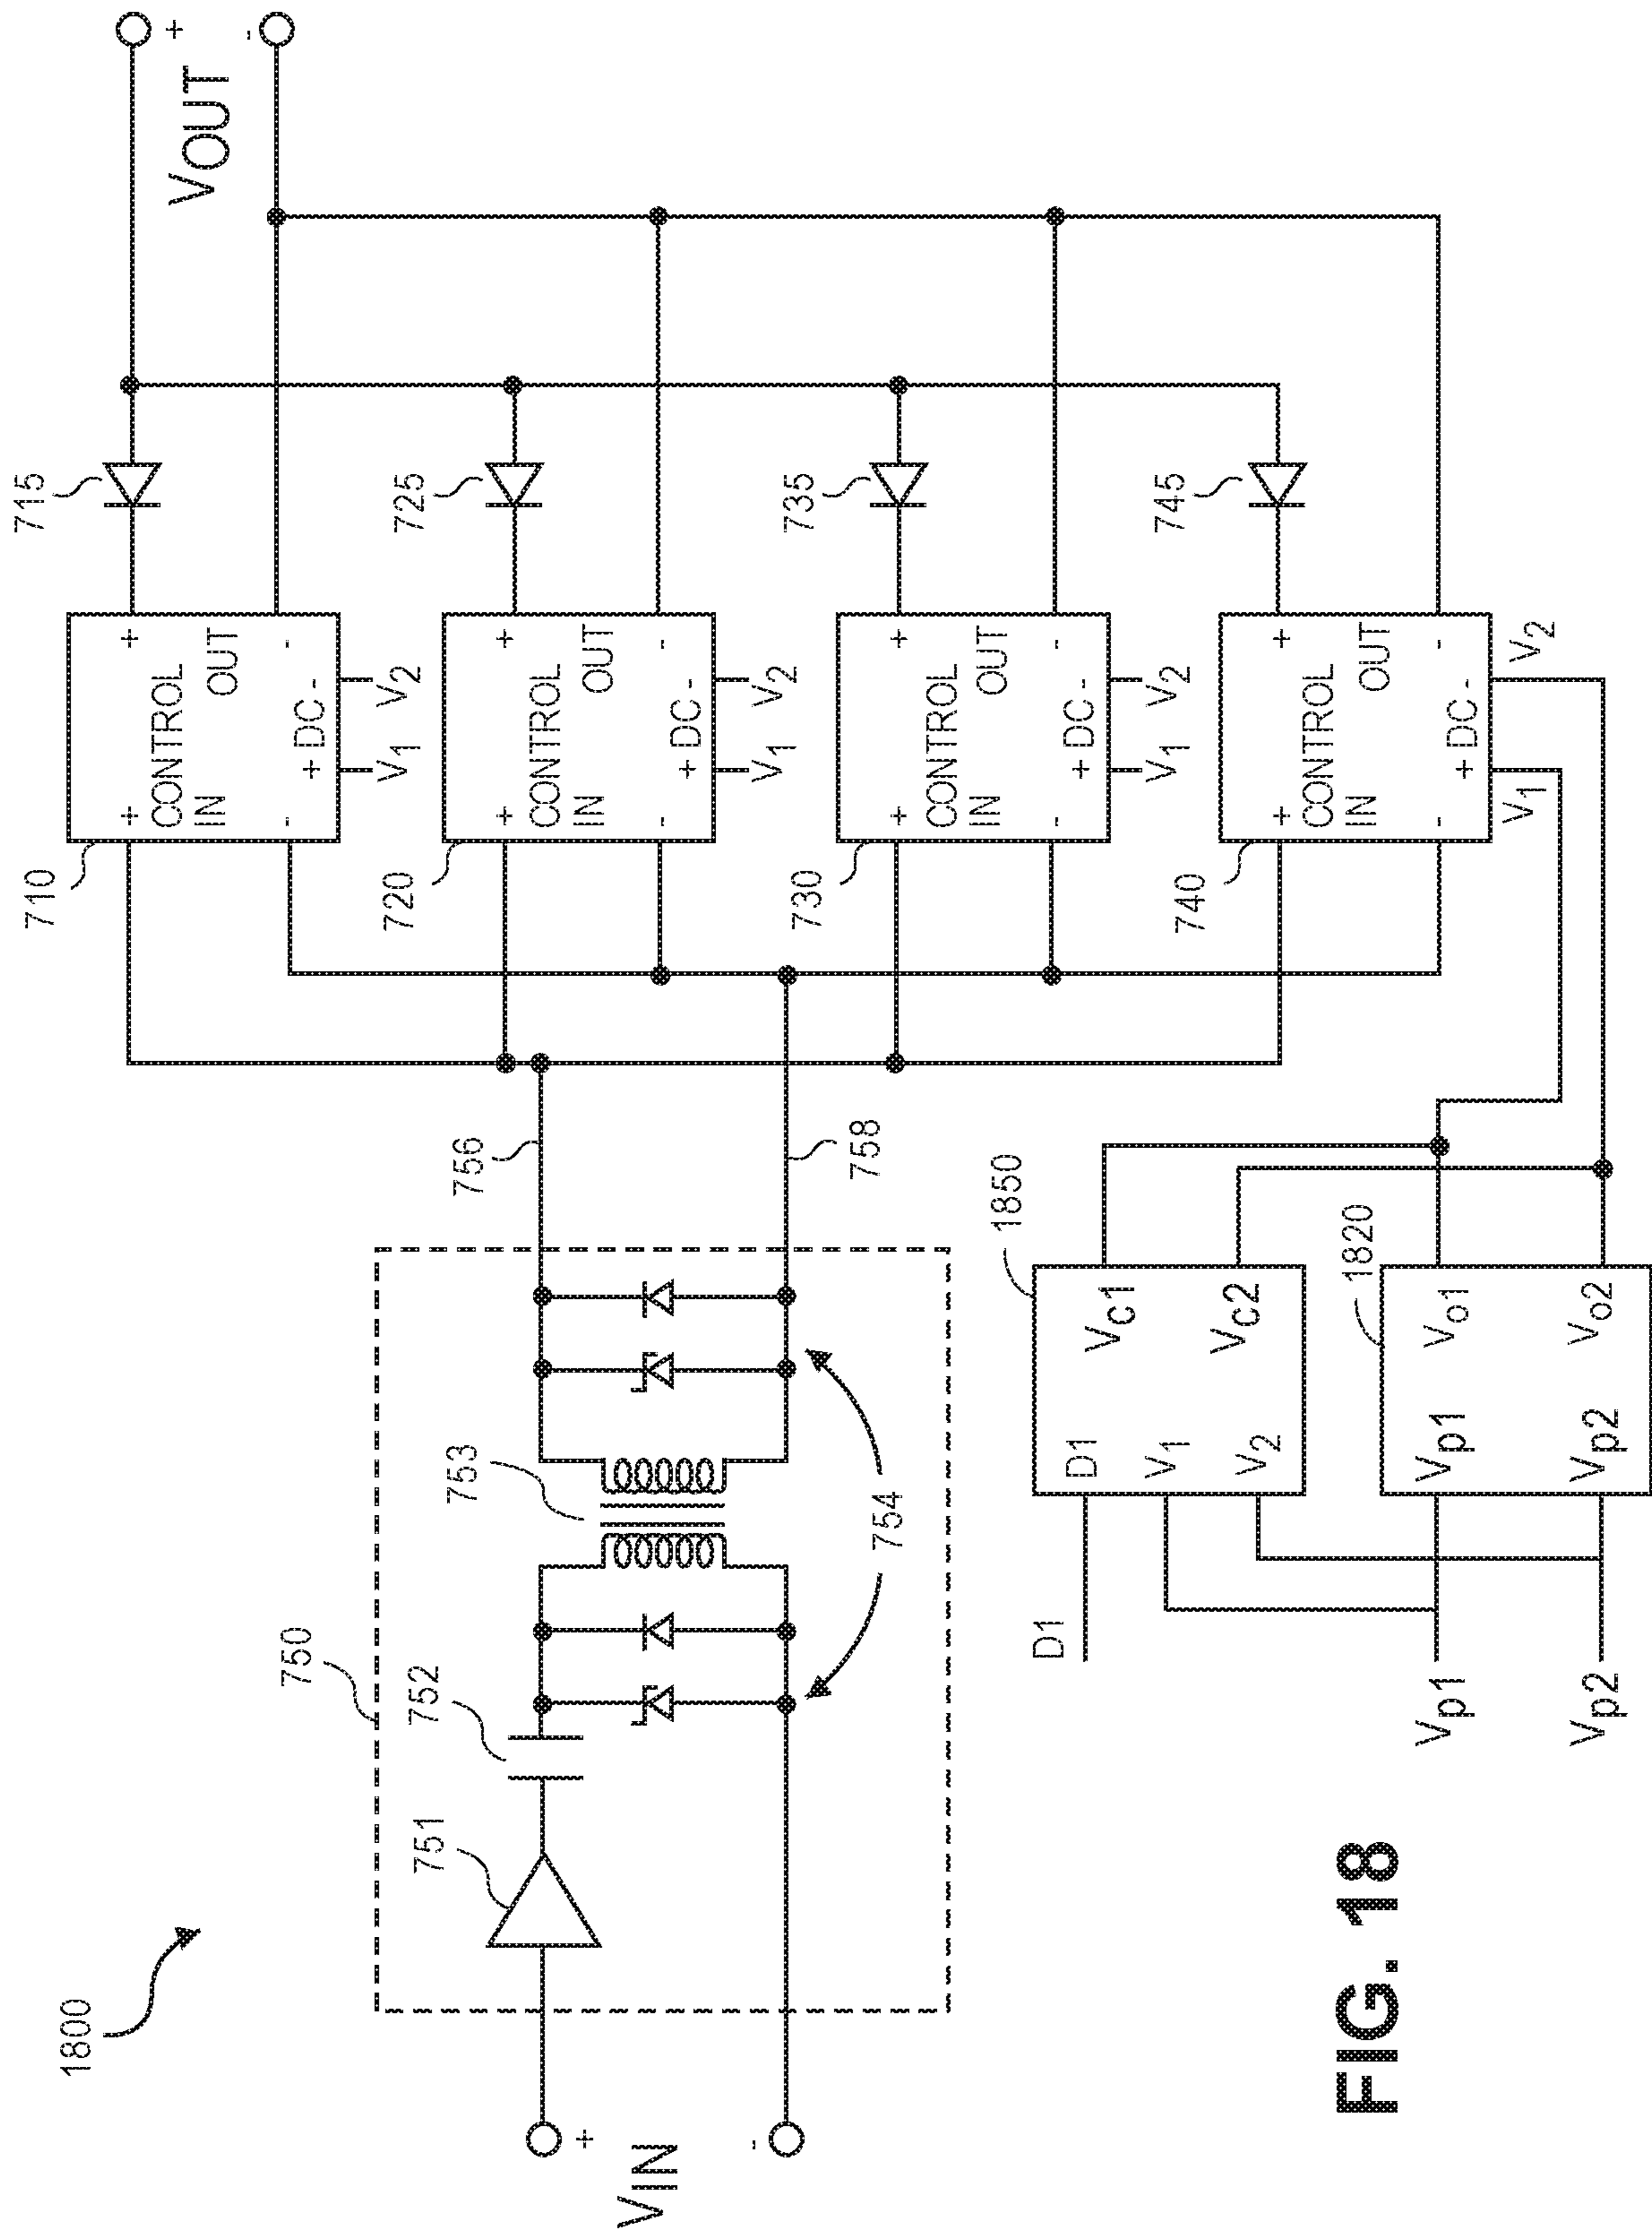 1800
VIN
+
-
750
751
752
753
754
756
758
710
+ +
CONTROL
IN OUT
- -
+ DC -
V1 V2
715
720
+ +
CONTROL
IN OUT
- -
+ DC -
V1 V2
725
730
+ +
CONTROL
IN OUT
- -
+ DC -
V1 V2
735
740
+ +
CONTROL
IN OUT
- -
+ DC -
V1 V2
745
+
VOUT
-
D1
Vp1
Vp2
1850
D1 Vc1
V1
V2 Vc2
1820
Vp1 Vo1
Vp2 Vo2
FIG. 18